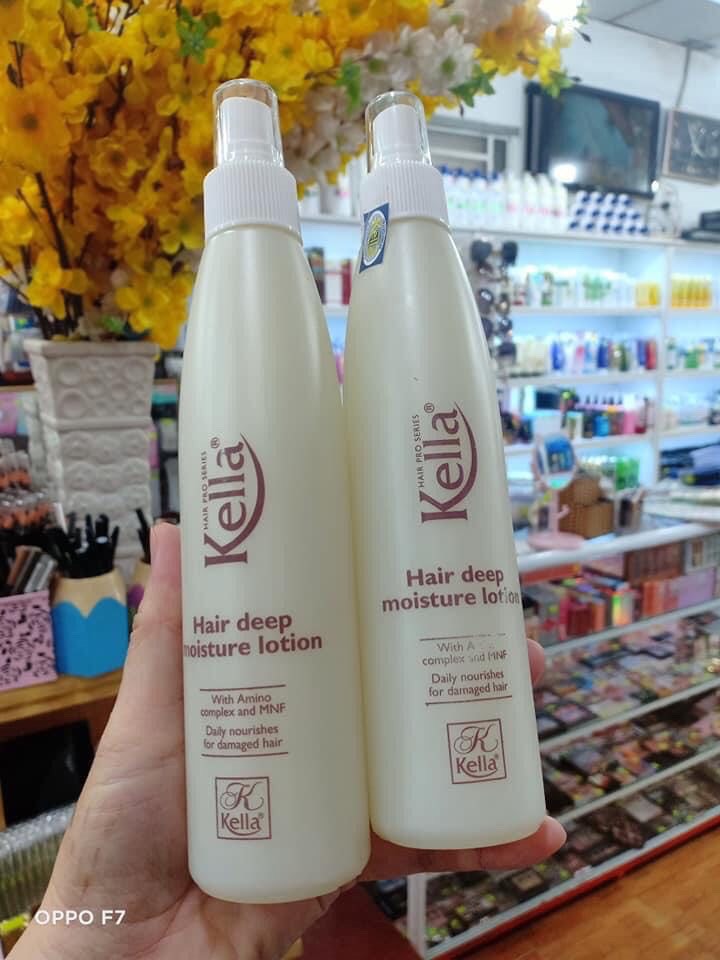 HAIR PRO SERIES
Kella®
Hair deep
moisture lotion
With Amino
complex and MNF
Daily nourishes
for damaged hair
K
Kella®
HAIR PRO SERIES
Kella®
Hair deep
moisture lotion
With A
complex and MNF
Daily nourishes
for damaged hair
K
Kella®
OPPO F7